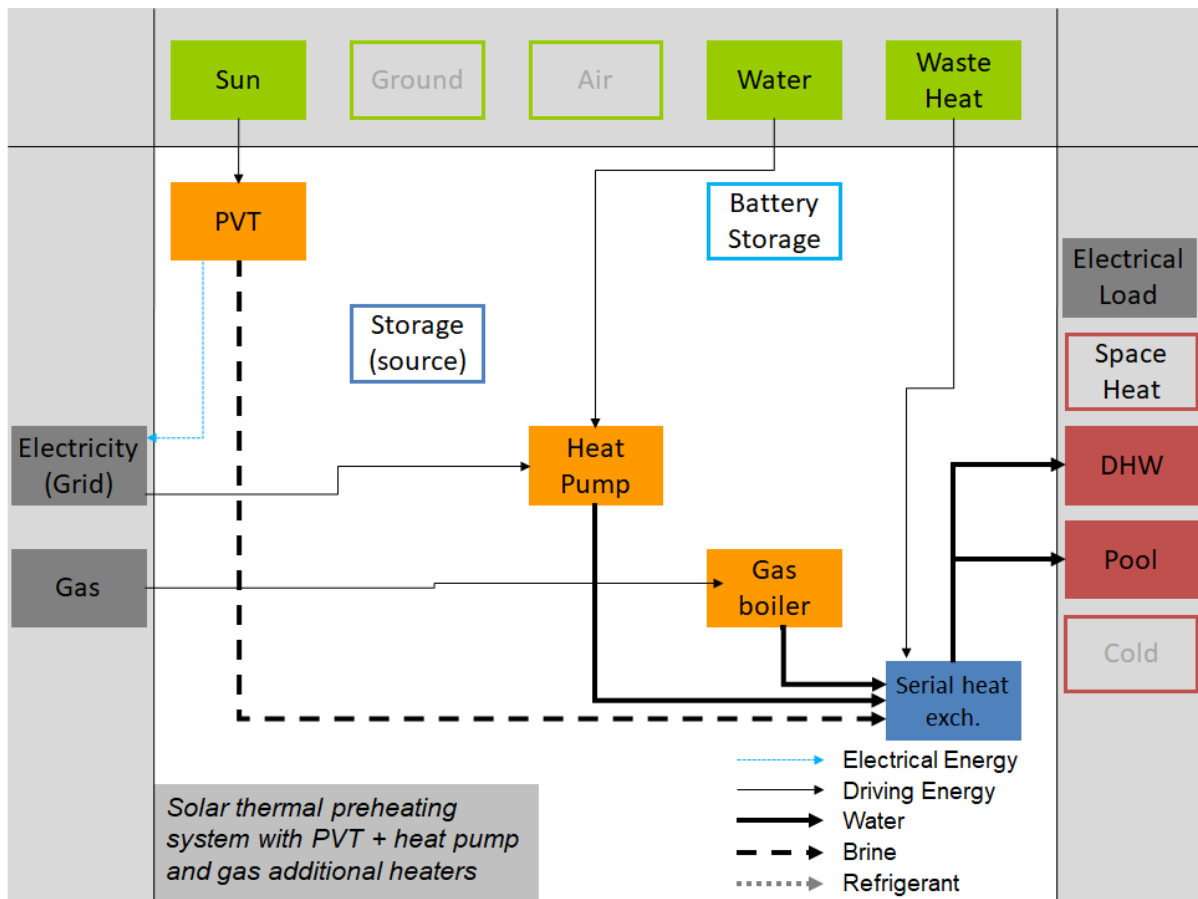 Sun
Ground
Air
Water
Waste
Heat
PVT
Battery
Storage
Electrical
Load
Storage
(source)
Space
Heat
Electricity
(Grid)
Heat
Pump
DHW
Gas
Gas
boiler
Pool
Cold
Serial heat
exch.
Electrical Energy
Driving Energy
Water
Brine
Refrigerant
Solar thermal preheating
system with PVT + heat pump
and gas additional heaters